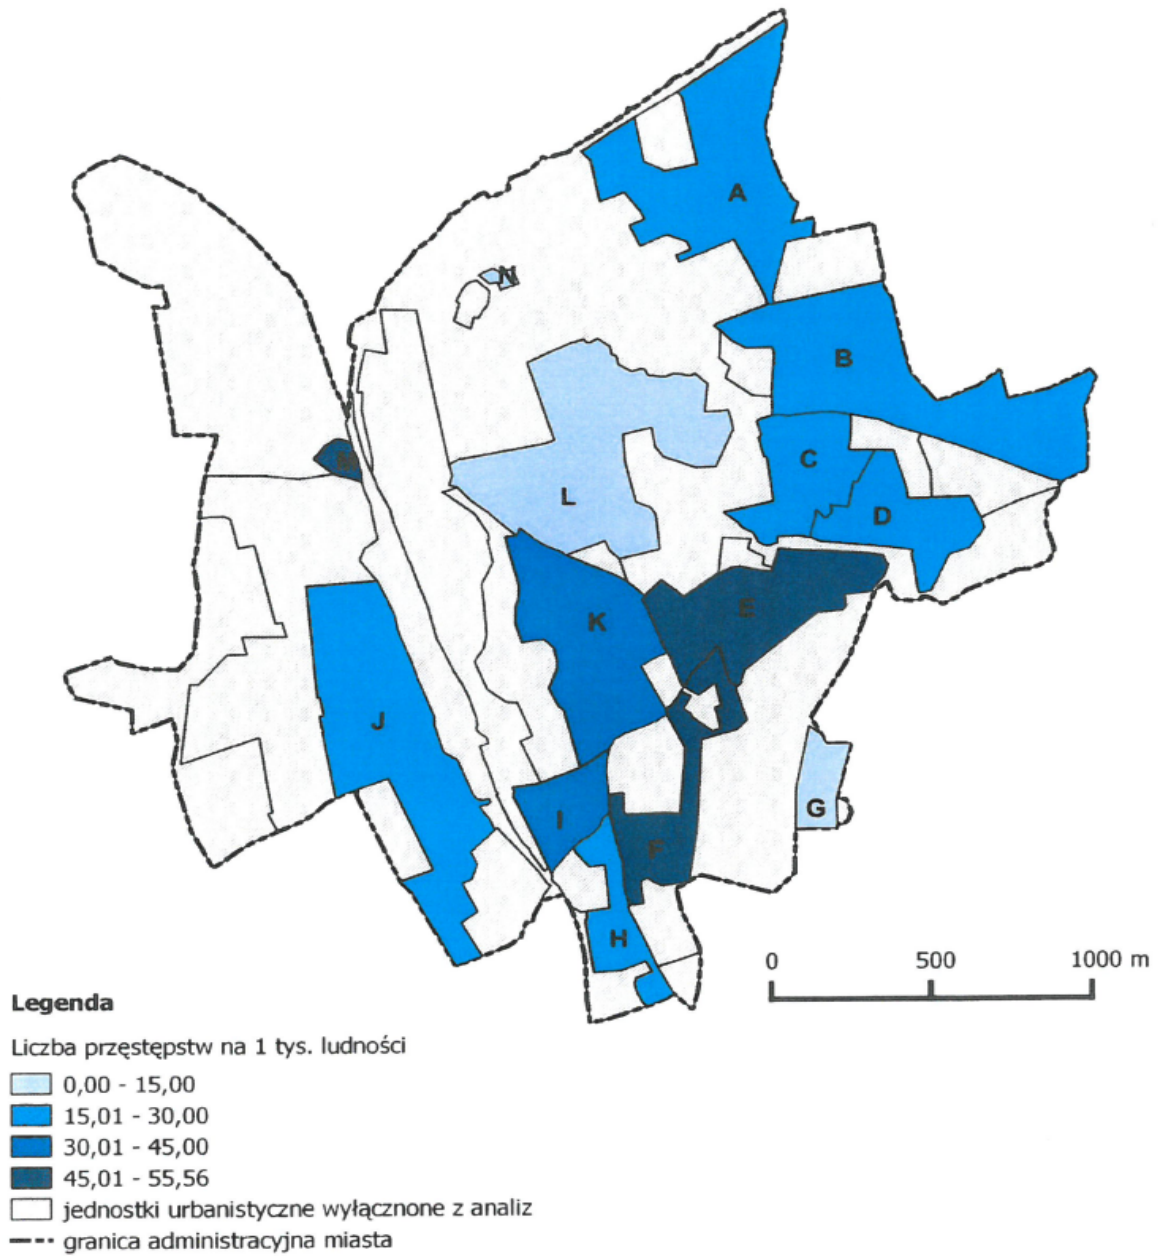 A
N
B
C
L
D
M
E
K
J
G
I
F
H
0 500 1000 m
Legenda
Liczba przęstępstw na 1 tys. ludności
0,00 - 15,00
15,01 - 30,00
30,01 - 45,00
45,01 - 55,56
jednostki urbanistyczne wyłącznone z analiz
granica administracyjna miasta